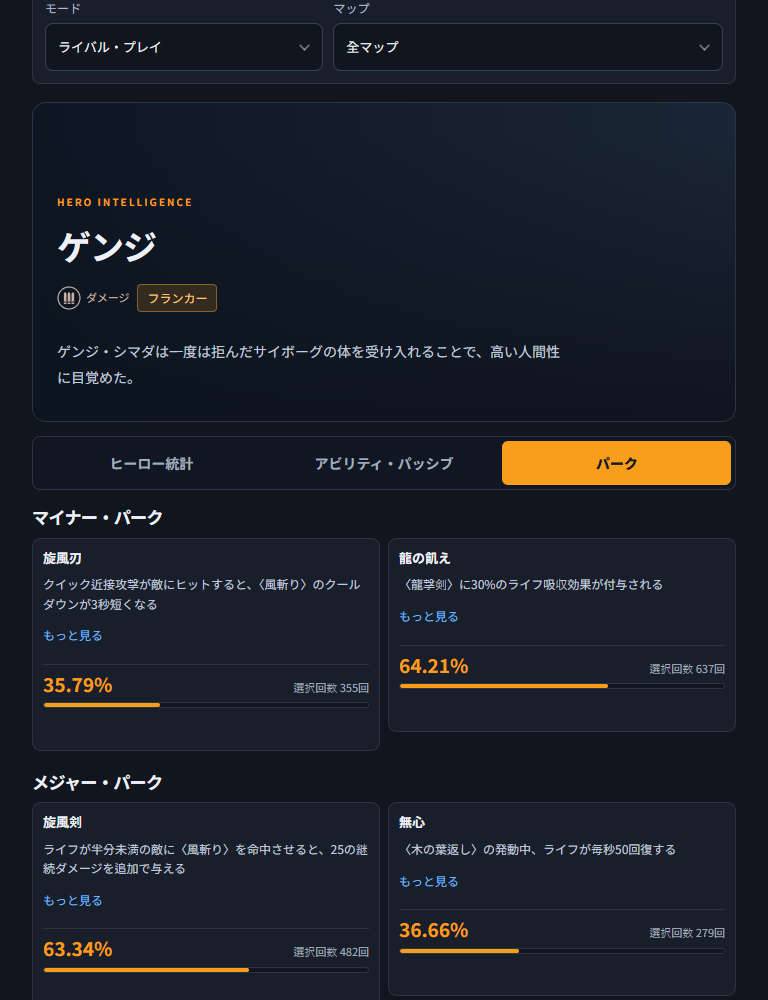 モード
マップ
ライバル・プレイ
全マップ
HERO INTELLIGENCE
ゲンジ
ダメージ
フランカー
ゲンジ・シマダは一度は拒んだサイボーグの体を受け入れることで、高い人間性
に目覚めた。
ヒーロー統計
アビリティ・パッシブ
パーク
マイナー・パーク
旋風刃
クイック近接攻撃が敵にヒットすると、〈風斬り〉のクール
ダウンが3秒短くなる
もっと見る
35.79%
選択回数 355回
龍の飢え
〈龍撃剣〉に30%のライフ吸収効果が付与される
もっと見る
64.21%
選択回数 637回
メジャー・パーク
旋風剣
ライフが半分未満の敵に〈風斬り〉を命中させると、25の継
続ダメージを追加で与える
もっと見る
63.34%
選択回数 482回
無心
〈木の葉返し〉の発動中、ライフが毎秒50回復する
もっと見る
36.66%
選択回数 279回